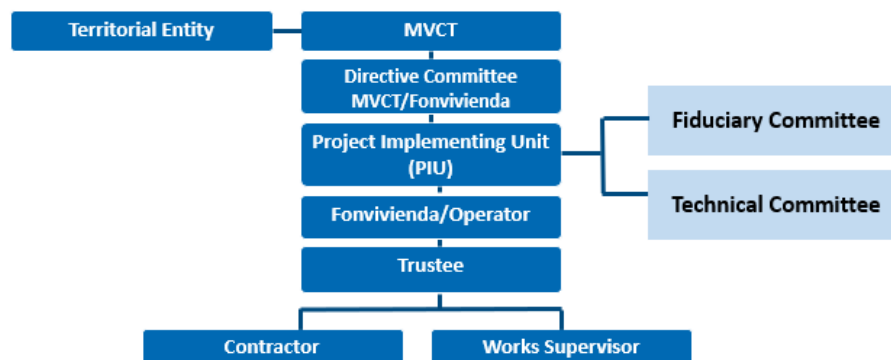 Territorial Entity
MVCT
Directive Committee
MVCT/Fonvivienda
Project Implementing Unit
(PIU)
Fiduciary Committee
Technical Committee
Fonvivienda/Operator
Trustee
Contractor
Works Supervisor